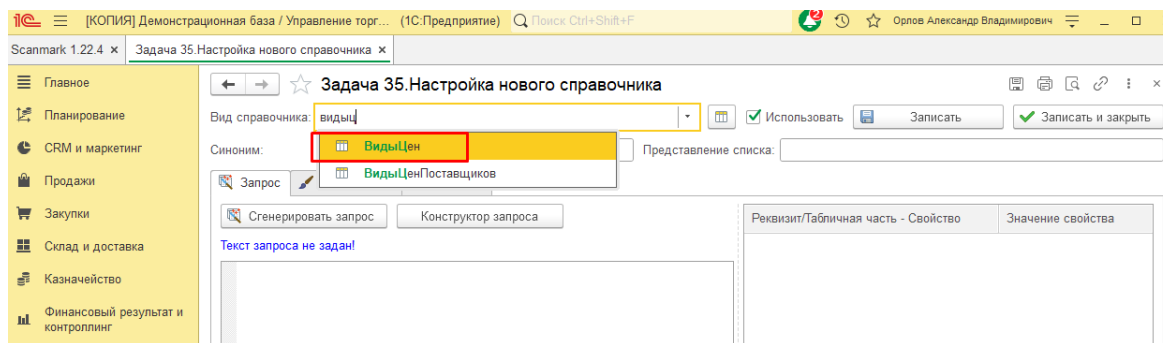 [КОПИЯ] Демонстрационная база / Управление торг... (1С:Предприятие) Поиск Ctrl+Shift+F 2 Орлов Александр Владимирович
Scanmark 1.22.4 × Задача 35.Настройка нового справочника ×
Главное
Задача 35.Настройка нового справочника
Планирование
Вид справочника: видыц Использовать Записать Записать и закрыть
CRM и маркетинг
Синоним: ВидыЦен Представление списка:
ВидыЦенПоставщиков
Продажи
Запрос
Закупки
Сгенерировать запрос Конструктор запроса Реквизит/Табличная часть - Свойство Значение свойства
Склад и доставка
Текст запроса не задан!
Казначейство
Финансовый результат и
контроллинг